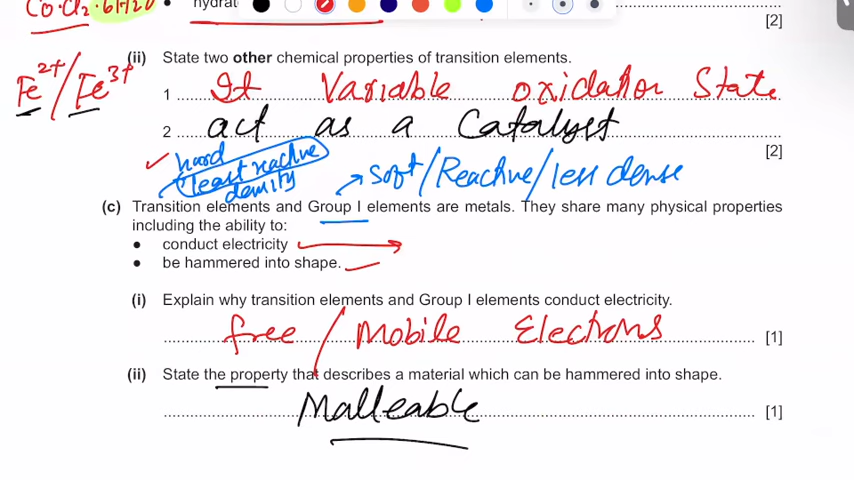 Co.Cl₂.6H₂O • hydrat [2]
Fe²⁺/Fe³⁺ (ii) State two other chemical properties of transition elements.
1 It Variable oxidation State
2 act as a Catalyst
[2]
hard
least reactive
density
soft/Reactive/less dense
(c) Transition elements and Group I elements are metals. They share many physical properties
including the ability to:
• conduct electricity
• be hammered into shape.
(i) Explain why transition elements and Group I elements conduct electricity.
free / Mobile Electrons [1]
(ii) State the property that describes a material which can be hammered into shape.
Malleable [1]